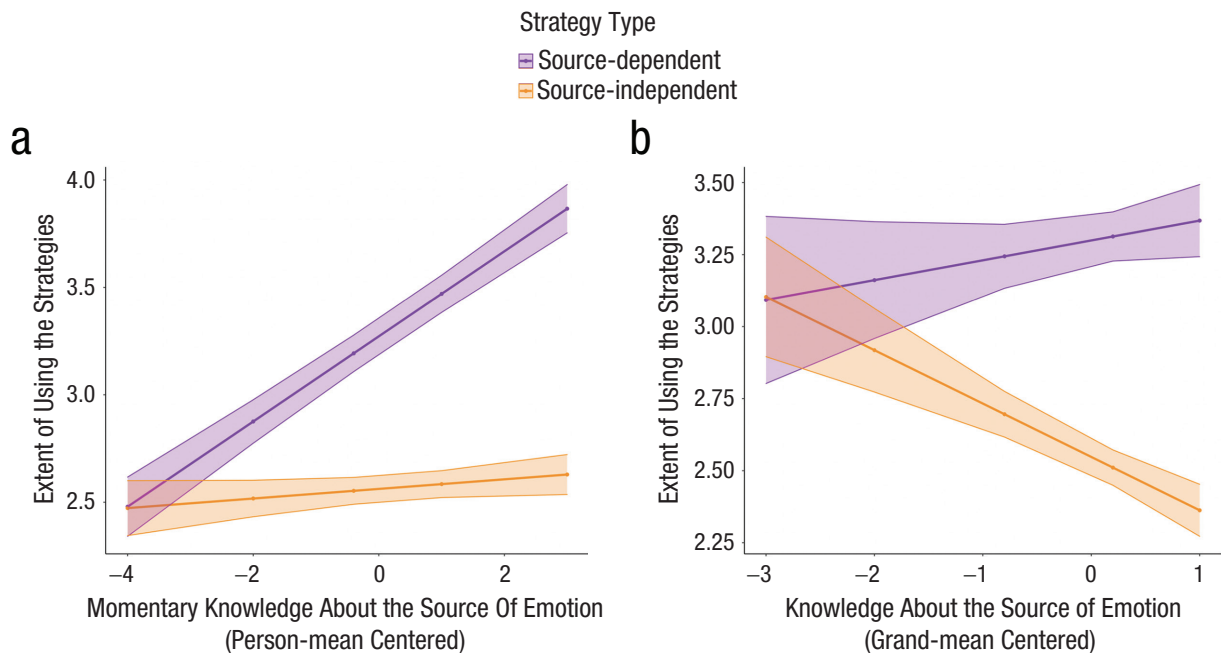 Strategy Type
Source-dependent
Source-independent
a
4.0
3.5
3.0
2.5
Extent of Using the Strategies
−4
−2
0
2
Momentary Knowledge About the Source Of Emotion
(Person-mean Centered)
b
3.50
3.25
3.00
2.75
2.50
2.25
Extent of Using the Strategies
−3
−2
−1
0
1
Knowledge About the Source of Emotion
(Grand-mean Centered)